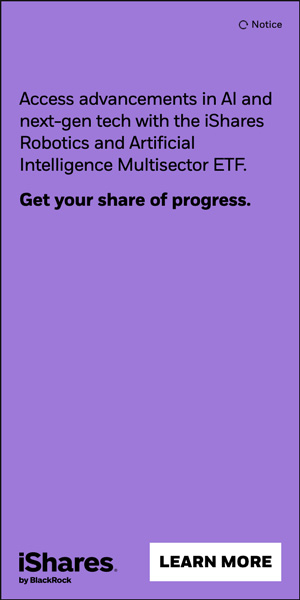 Notice
Access advancements in AI and
next-gen tech with the iShares
Robotics and Artificial
Intelligence Multisector ETF.
Get your share of progress.
iShares.
by BlackRock
LEARN MORE